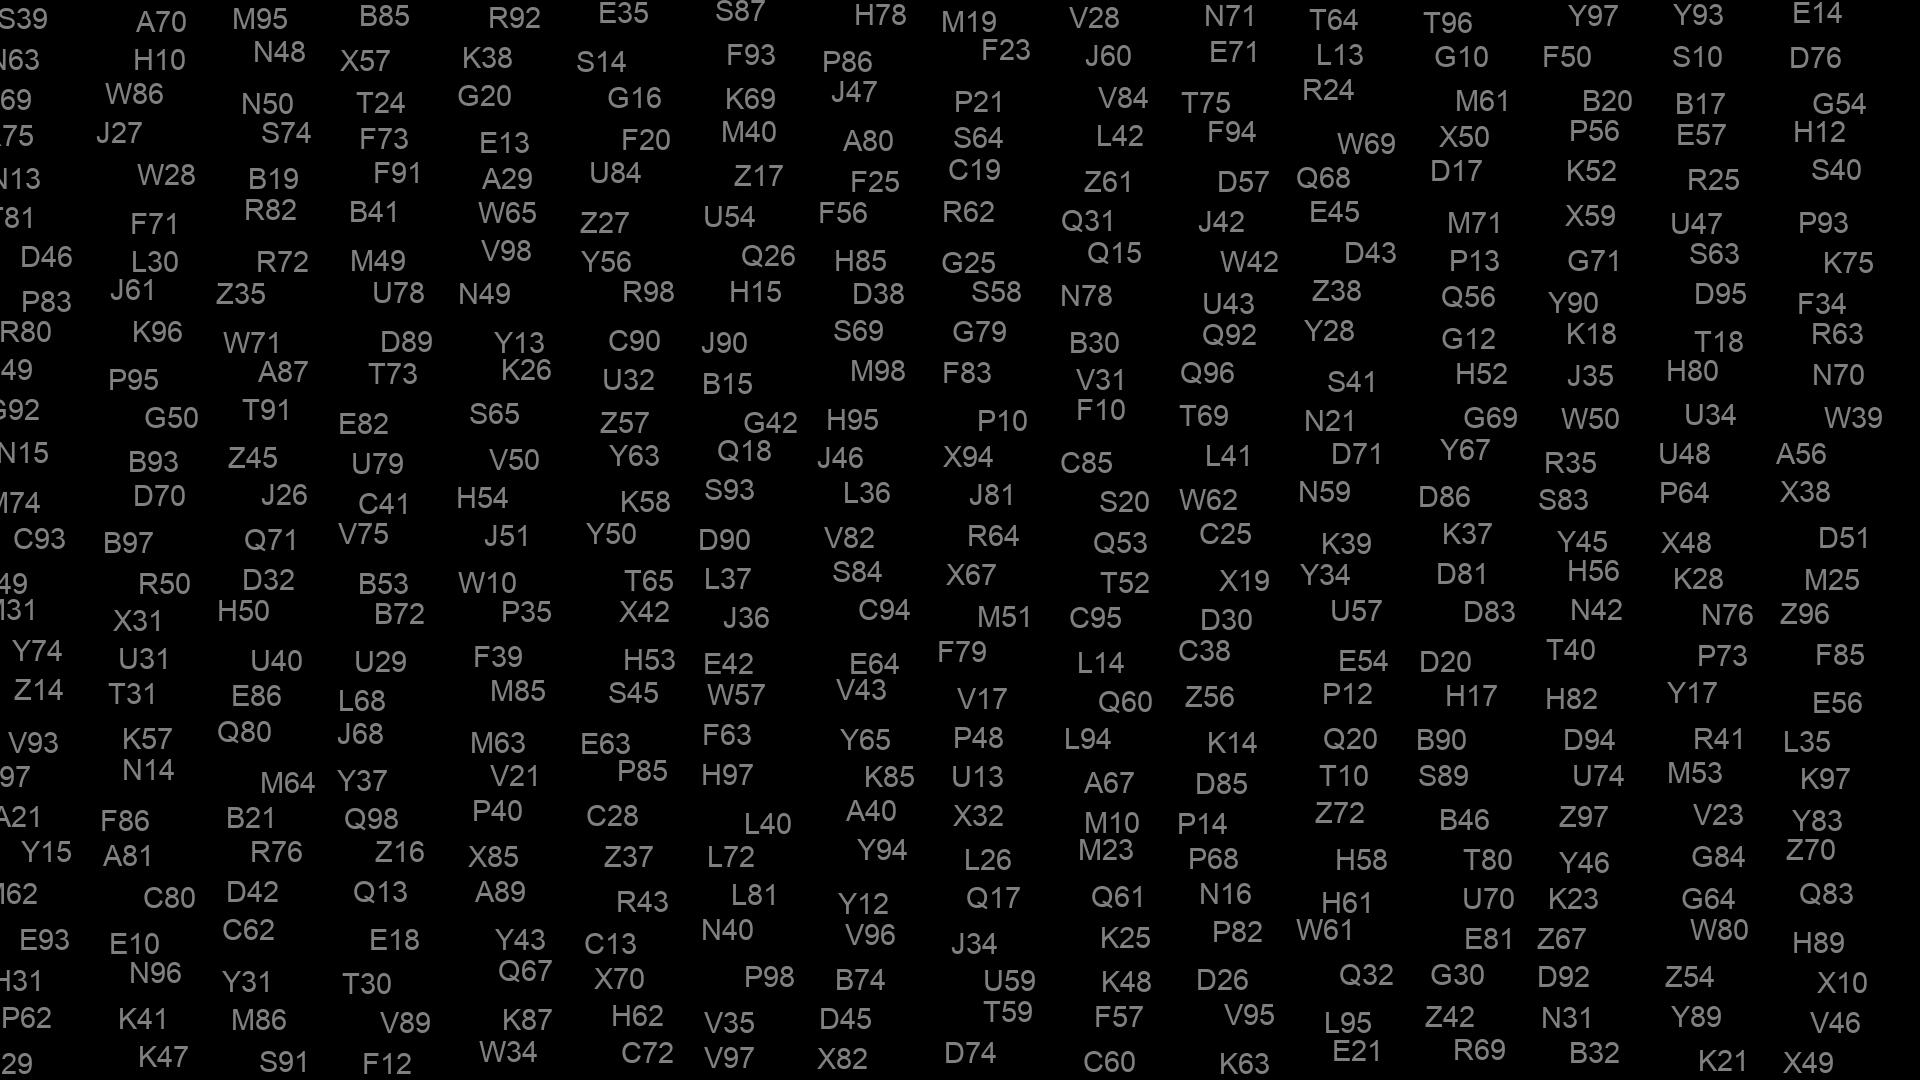 S39 A70 M95 B85 R92 E35 S87 H78 M19 V28 N71 T64 T96 Y97 Y93 E14
N63 H10 N48 X57 K38 S14 F93 P86 F23 J60 E71 L13 G10 F50 S10 D76
69 W86 N50 T24 G20 G16 K69 J47 P21 V84 T75 R24 M61 B20 B17 G54
75 J27 S74 F73 E13 F20 M40 A80 S64 L42 F94 W69 X50 P56 E57 H12
N13 W28 B19 F91 A29 U84 Z17 F25 C19 Z61 D57 Q68 D17 K52 R25 S40
T81 F71 R82 B41 W65 Z27 U54 F56 R62 Q31 J42 E45 M71 X59 U47 P93
D46 L30 R72 M49 V98 Y56 Q26 H85 G25 Q15 W42 D43 P13 G71 S63 K75
P83 J61 Z35 U78 N49 R98 H15 D38 S58 N78 U43 Z38 Q56 Y90 D95 F34
R80 K96 W71 D89 Y13 C90 J90 S69 G79 B30 Q92 Y28 G12 K18 T18 R63
49 P95 A87 T73 K26 U32 B15 M98 F83 V31 Q96 S41 H52 J35 H80 N70
G92 G50 T91 E82 S65 Z57 G42 H95 P10 F10 T69 N21 G69 W50 U34 W39
N15 B93 Z45 U79 V50 Y63 Q18 J46 X94 C85 L41 D71 Y67 R35 U48 A56
M74 D70 J26 C41 H54 K58 S93 L36 J81 S20 W62 N59 D86 S83 P64 X38
C93 B97 Q71 V75 J51 Y50 D90 V82 R64 Q53 C25 K39 K37 Y45 X48 D51
49 R50 D32 B53 W10 T65 L37 S84 X67 T52 X19 Y34 D81 H56 K28 M25
M31 X31 H50 B72 P35 X42 J36 C94 M51 C95 D30 U57 D83 N42 N76 Z96
Y74 U31 U40 U29 F39 H53 E42 E64 F79 L14 C38 E54 D20 T40 P73 F85
Z14 T31 E86 L68 M85 S45 W57 V43 V17 Q60 Z56 P12 H17 H82 Y17 E56
V93 K57 Q80 J68 M63 E63 F63 Y65 P48 L94 K14 Q20 B90 D94 R41 L35
97 N14 M64 Y37 V21 P85 H97 K85 U13 A67 D85 T10 S89 U74 M53 K97
A21 F86 B21 Q98 P40 C28 L40 A40 X32 M10 P14 Z72 B46 Z97 V23 Y83
Y15 A81 R76 Z16 X85 Z37 L72 Y94 L26 M23 P68 H58 T80 Y46 G84 Z70
M62 C80 D42 Q13 A89 R43 L81 Y12 Q17 Q61 N16 H61 U70 K23 G64 Q83
E93 E10 C62 E18 Y43 C13 N40 V96 J34 K25 P82 W61 E81 Z67 W80 H89
H31 N96 Y31 T30 Q67 X70 P98 B74 U59 K48 D26 Q32 G30 D92 Z54 X10
P62 K41 M86 V89 K87 H62 V35 D45 T59 F57 V95 L95 Z42 N31 Y89 V46
29 K47 S91 F12 W34 C72 V97 X82 D74 C60 K63 E21 R69 B32 K21 X49